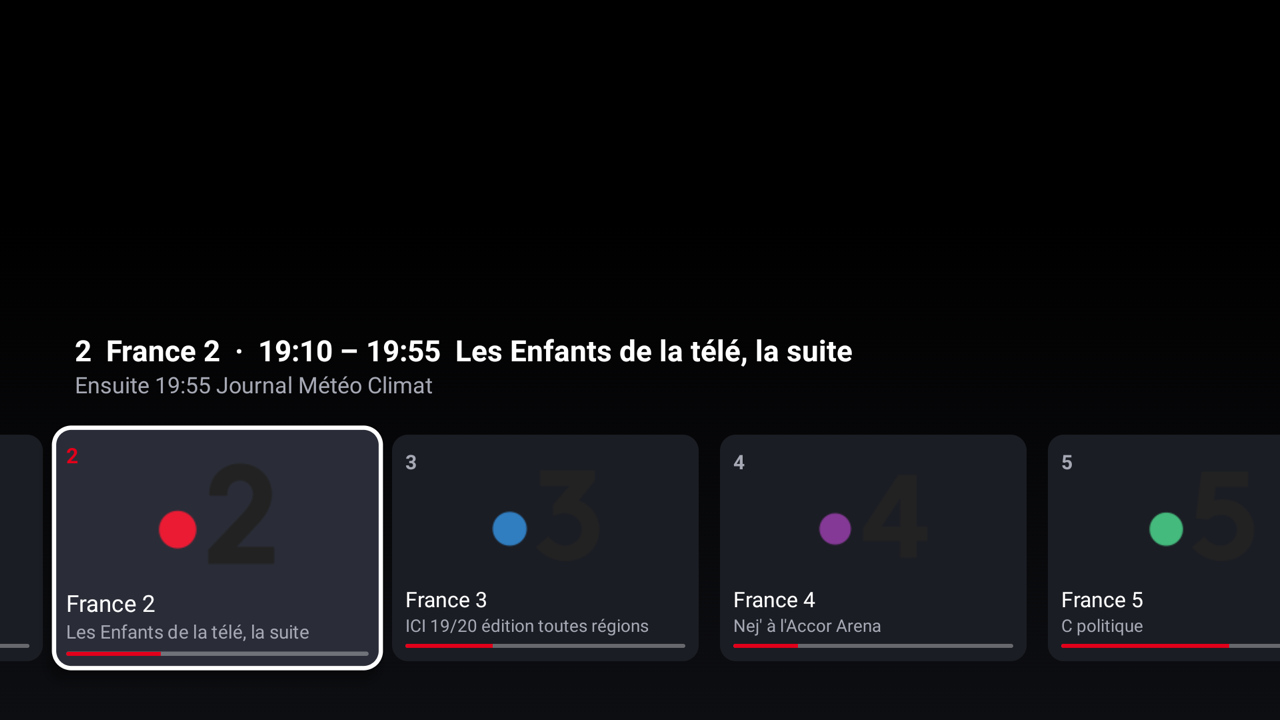 2 France 2 · 19:10 – 19:55 Les Enfants de la télé, la suite
Ensuite 19:55 Journal Météo Climat
2
2
France 2
Les Enfants de la télé, la suite
3
3
France 3
ICI 19/20 édition toutes régions
4
4
France 4
Nej' à l'Accor Arena
5
5
France 5
C politique